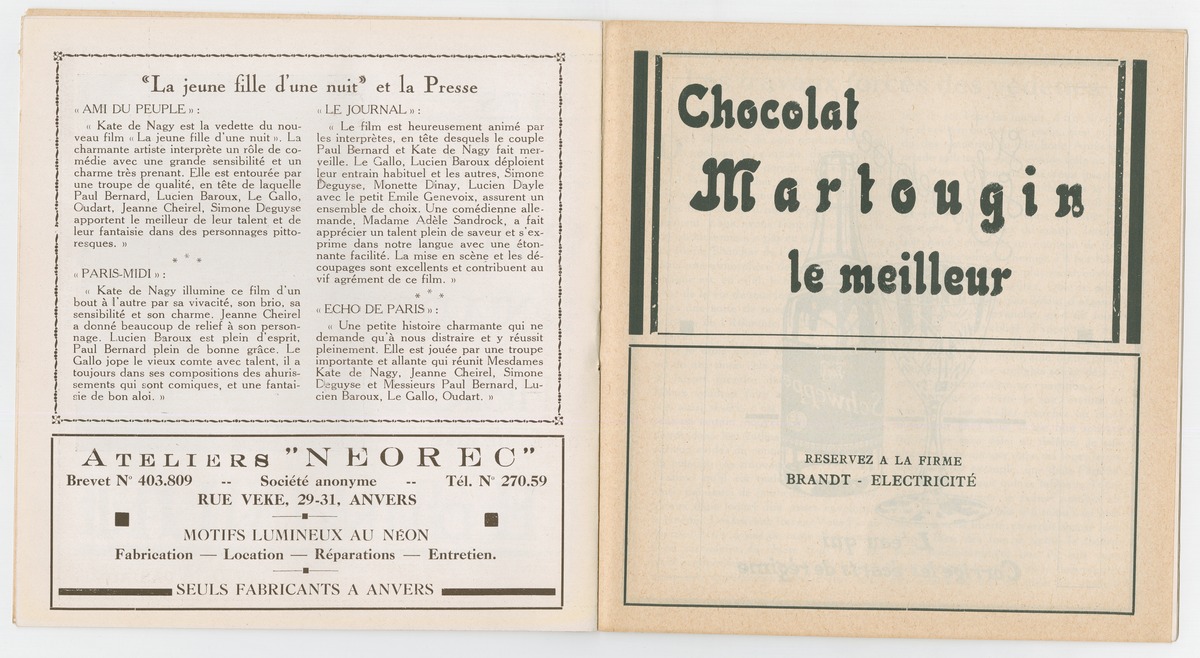 «La jeune fille d'une nuit» et la Presse
« AMI DU PEUPLE » :
« Kate de Nagy est la vedette du nou-
veau film « La jeune fille d'une nuit ». La
charmante artiste interprète un rôle de co-
médie avec une grande sensibilité et un
charme très prenant. Elle est entourée par
une troupe de qualité, en tête de laquelle
Paul Bernard, Lucien Baroux, Le Gallo,
Oudart, Jeanne Cheirel, Simone Deguyse
apportent le meilleur de leur talent et de
leur fantaisie dans des personnages pitto-
resques. »
* * *
« PARIS-MIDI » :
« Kate de Nagy illumine ce film d'un
bout à l'autre par sa vivacité, son brio, sa
sensibilité et son charme. Jeanne Cheirel
a donné beaucoup de relief à son person-
nage. Lucien Baroux est plein d'esprit,
Paul Bernard plein de bonne grâce. Le
Gallo jope le vieux comte avec talent, il a
toujours dans ses compositions des ahuris-
sements qui sont comiques, et une fantai-
sie de bon aloi. »
« LE JOURNAL » :
« Le film est heureusement animé par
les interprètes, en tête desquels le couple
Paul Bernard et Kate de Nagy fait mer-
veille. Le Gallo, Lucien Baroux déploient
leur entrain habituel et les autres, Simone
Deguyse, Monette Dinay, Lucien Dayle
avec le petit Emile Genevoix, assurent un
ensemble de choix. Une comédienne alle-
mande, Madame Adèle Sandrock, a fait
apprécier un talent plein de saveur et s'ex-
prime dans notre langue avec une éton-
nante facilité. La mise en scène et les dé-
coupages sont excellents et contribuent au
vif agrément de ce film. »
* * *
« ECHO DE PARIS » :
« Une petite histoire charmante qui ne
demande qu'à nous distraire et y réussit
pleinement. Elle est jouée par une troupe
importante et allante qui réunit Mesdames
Kate de Nagy, Jeanne Cheirel, Simone
Deguyse et Messieurs Paul Bernard, Lu-
cien Baroux, Le Gallo, Oudart. »
ATELIERS "NEOREC"
Brevet N° 403.809 -- Société anonyme -- Tél. N° 270.59
RUE VEKE, 29-31, ANVERS
MOTIFS LUMINEUX AU NÉON
Fabrication — Location — Réparations — Entretien.
SEULS FABRICANTS A ANVERS
Chocolat
Martougin
le meilleur
RESERVEZ A LA FIRME
BRANDT - ELECTRICITÉ